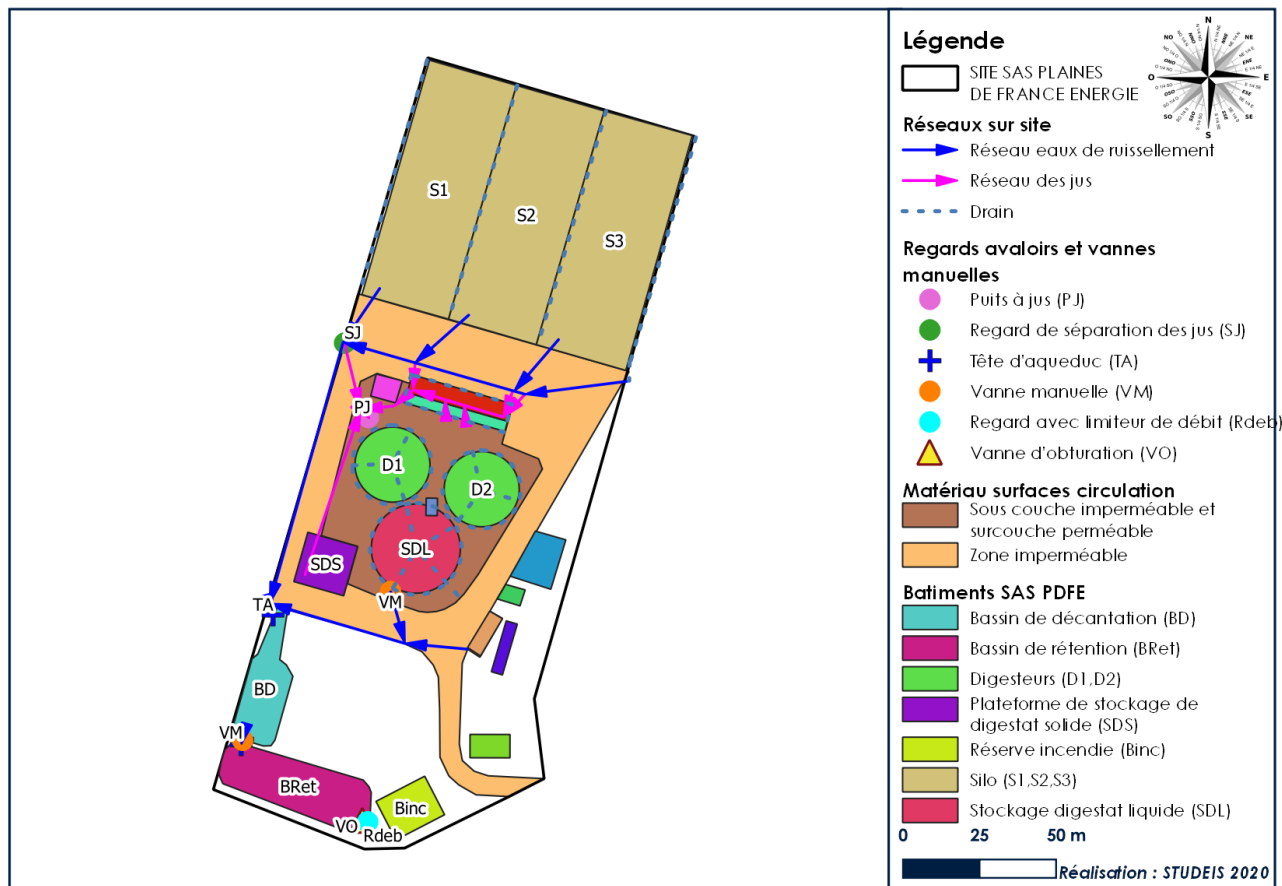 S1
S2
S3
SJ
PJ
D1
D2
SDL
SDS
VM
TA
BD
VM
BRet
Binc
VO
Rdeb
Légende
SITE SAS PLAINES
DE FRANCE ENERGIE
N
NO
NE
O
E
SO
SE
S
Réseaux sur site
Réseau eaux de ruissellement
Réseau des jus
Drain
Regards avaloirs et vannes
manuelles
Puits à jus (PJ)
Regard de séparation des jus (SJ)
Tête d'aqueduc (TA)
Vanne manuelle (VM)
Regard avec limiteur de débit (Rdeb)
Vanne d'obturation (VO)
Matériau surfaces circulation
Sous couche imperméable et
surcouche perméable
Zone imperméable
Batiments SAS PDFE
Bassin de décantation (BD)
Bassin de rétention (BRet)
Digesteurs (D1,D2)
Plateforme de stockage de
digestat solide (SDS)
Réserve incendie (Binc)
Silo (S1,S2,S3)
Stockage digestat liquide (SDL)
0 25 50 m
Réalisation : STUDEIS 2020